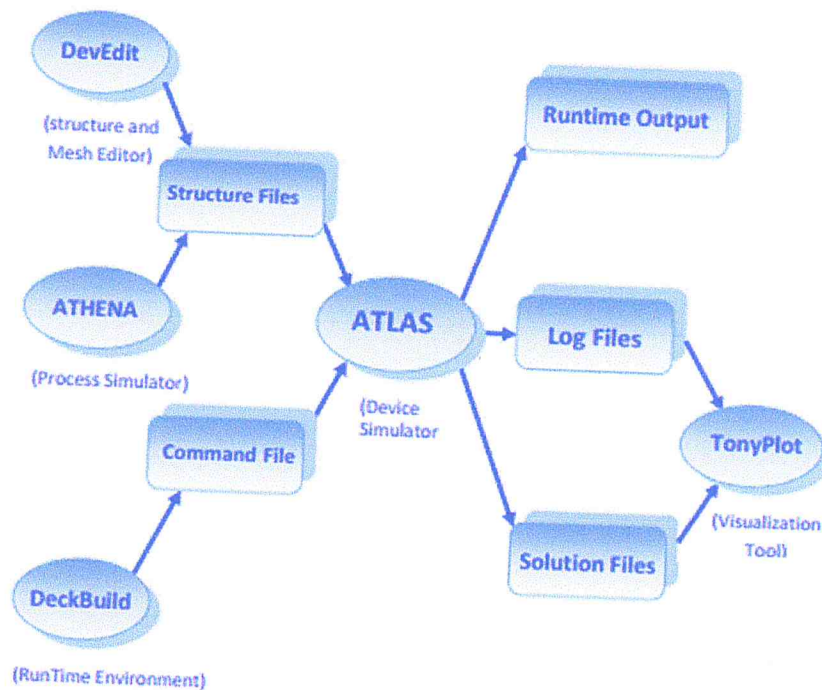 DevEdit
(structure and
Mesh Editor)
Structure Files
ATHENA
(Process Simulator)
Command File
DeckBuild
(RunTime Environment)
ATLAS
(Device
Simulator
Runtime Output
Log Files
Solution Files
TonyPlot
(Visualization
Tool)